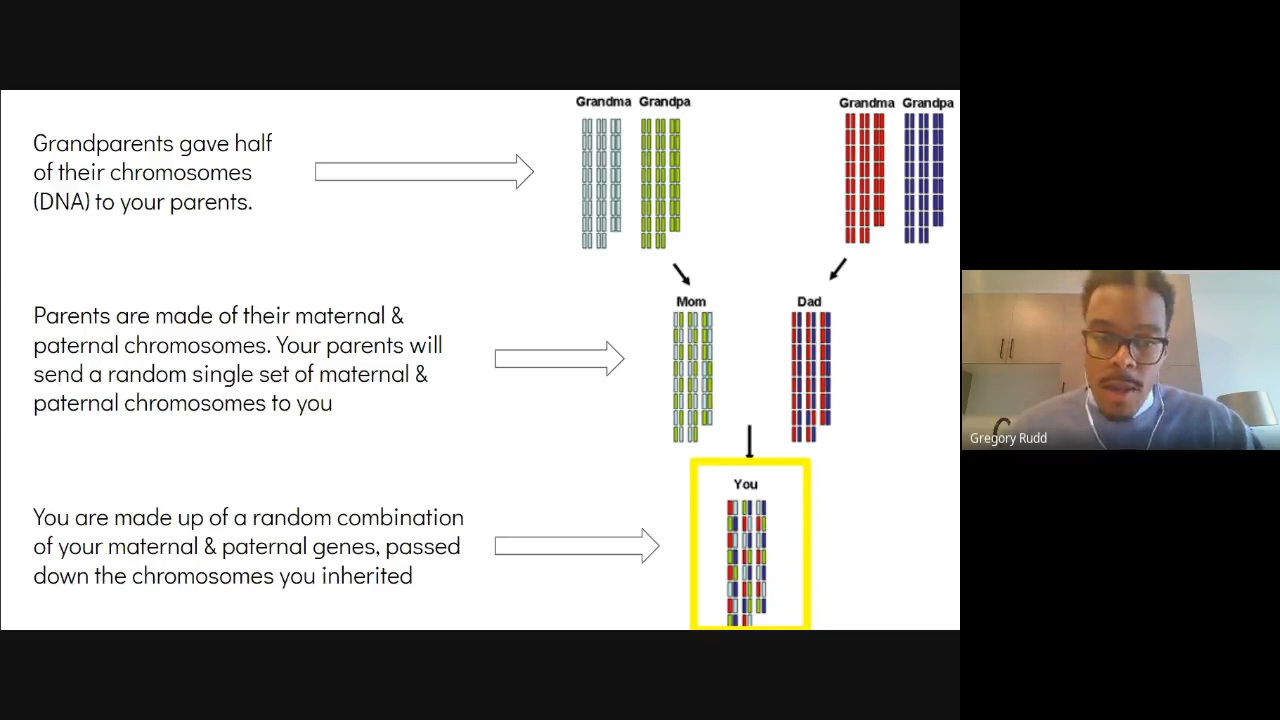 Grandma Grandpa
Grandma Grandpa
Grandparents gave half
of their chromosomes
(DNA) to your parents.
Mom
Dad
Parents are made of their maternal &
paternal chromosomes. Your parents will
send a random single set of maternal &
paternal chromosomes to you
Gregory Rudd
You
You are made up of a random combination
of your maternal & paternal genes, passed
down the chromosomes you inherited